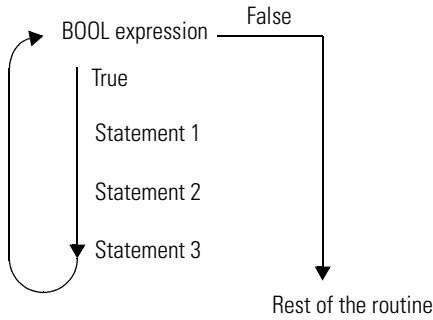 False
BOOL expression
True
Statement 1
Statement 2
Statement 3
Rest of the routine